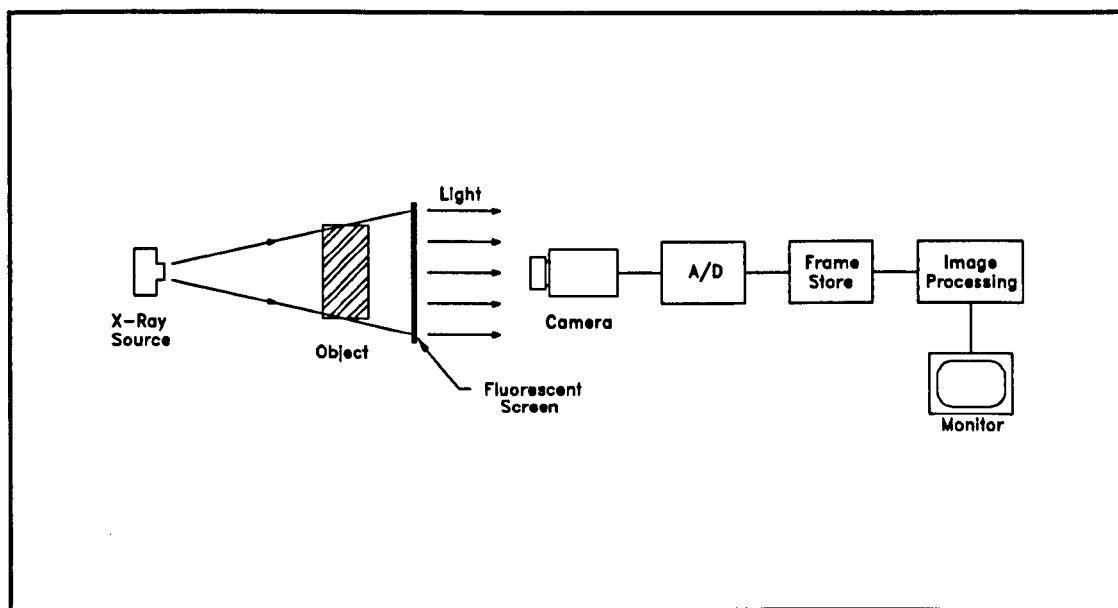 Light
X-Ray
Source
Object
Fluorescent
Screen
Camera
A/D
Frame
Store
Image
Processing
Monitor